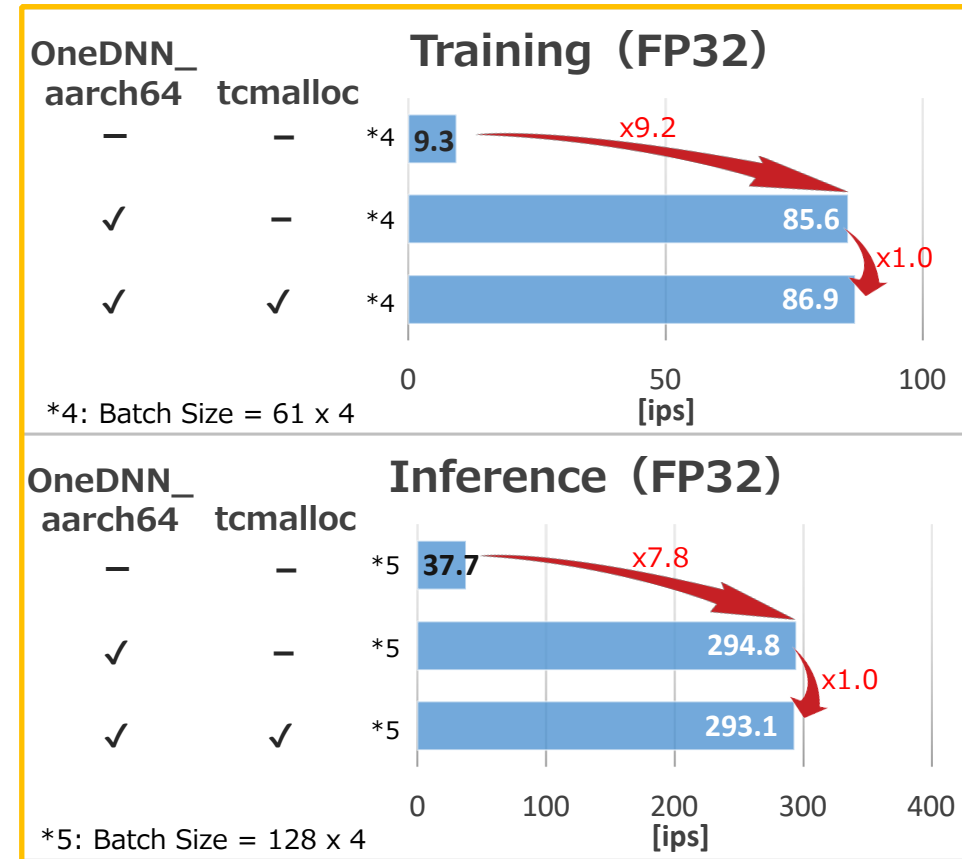 Training（FP32）
OneDNN_
aarch64 tcmalloc
− − *4 9.3
x9.2
✓ − *4 85.6
x1.0
✓ ✓ *4 86.9
0 50 100
[ips]
*4: Batch Size = 61 x 4
Inference（FP32）
OneDNN_
aarch64 tcmalloc
− − *5 37.7
x7.8
✓ − *5 294.8
x1.0
✓ ✓ *5 293.1
0 100 200 300 400
[ips]
*5: Batch Size = 128 x 4